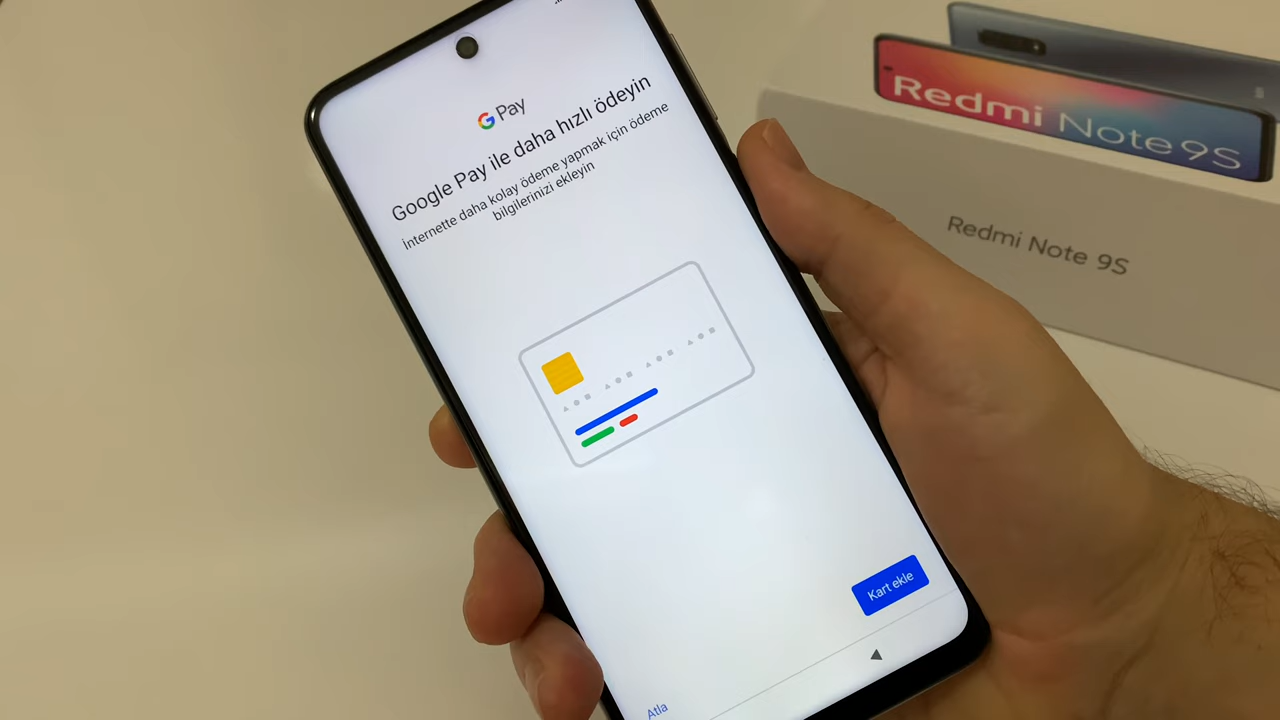 G Pay
Google Pay ile daha hızlı ödeyin
İnternette daha kolay ödeme yapmak için ödeme
bilgilerinizi ekleyin
Kart ekle
Atla
Redmi Note 9S
Redmi Note 9S